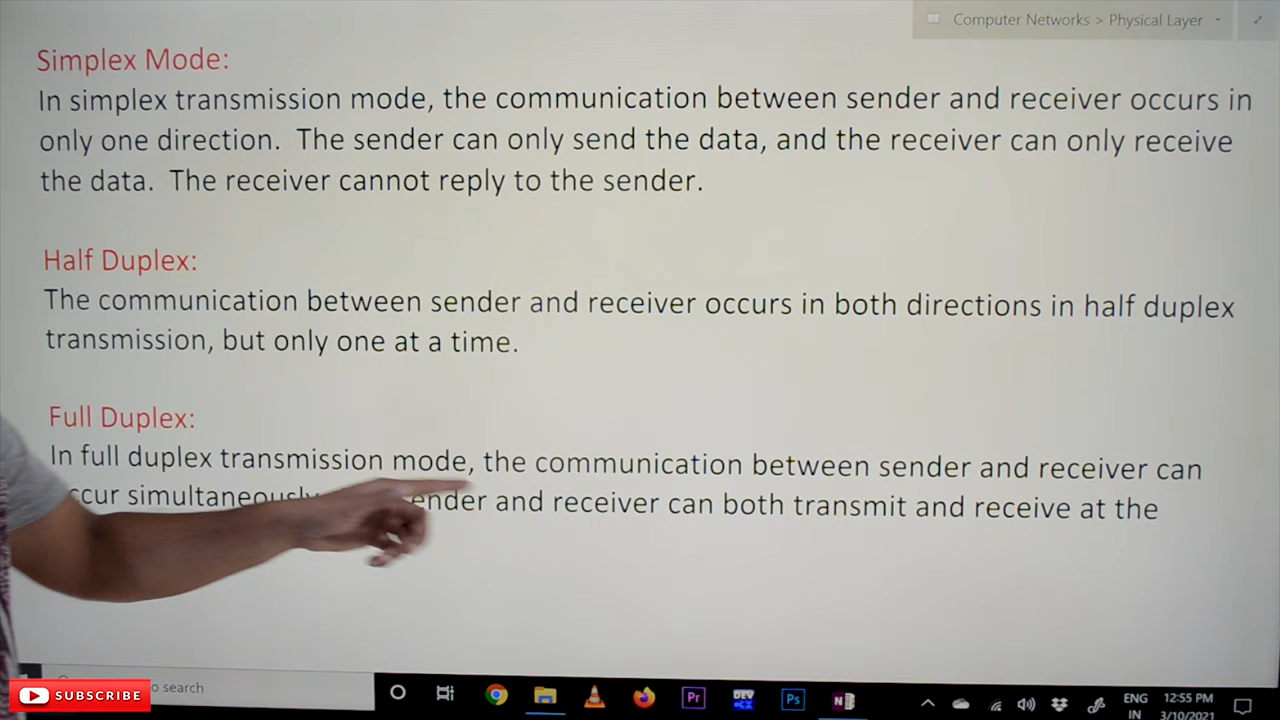 Computer Networks > Physical Layer
Simplex Mode:
In simplex transmission mode, the communication between sender and receiver occurs in
only one direction. The sender can only send the data, and the receiver can only receive
the data. The receiver cannot reply to the sender.
Half Duplex:
The communication between sender and receiver occurs in both directions in half duplex
transmission, but only one at a time.
Full Duplex:
In full duplex transmission mode, the communication between sender and receiver can
simultaneously sender and receiver can both transmit and receive at the
search
SUBSCRIBE
Pr
DEV
Ps
N
ENG
IN
12:55 PM
3/10/2021